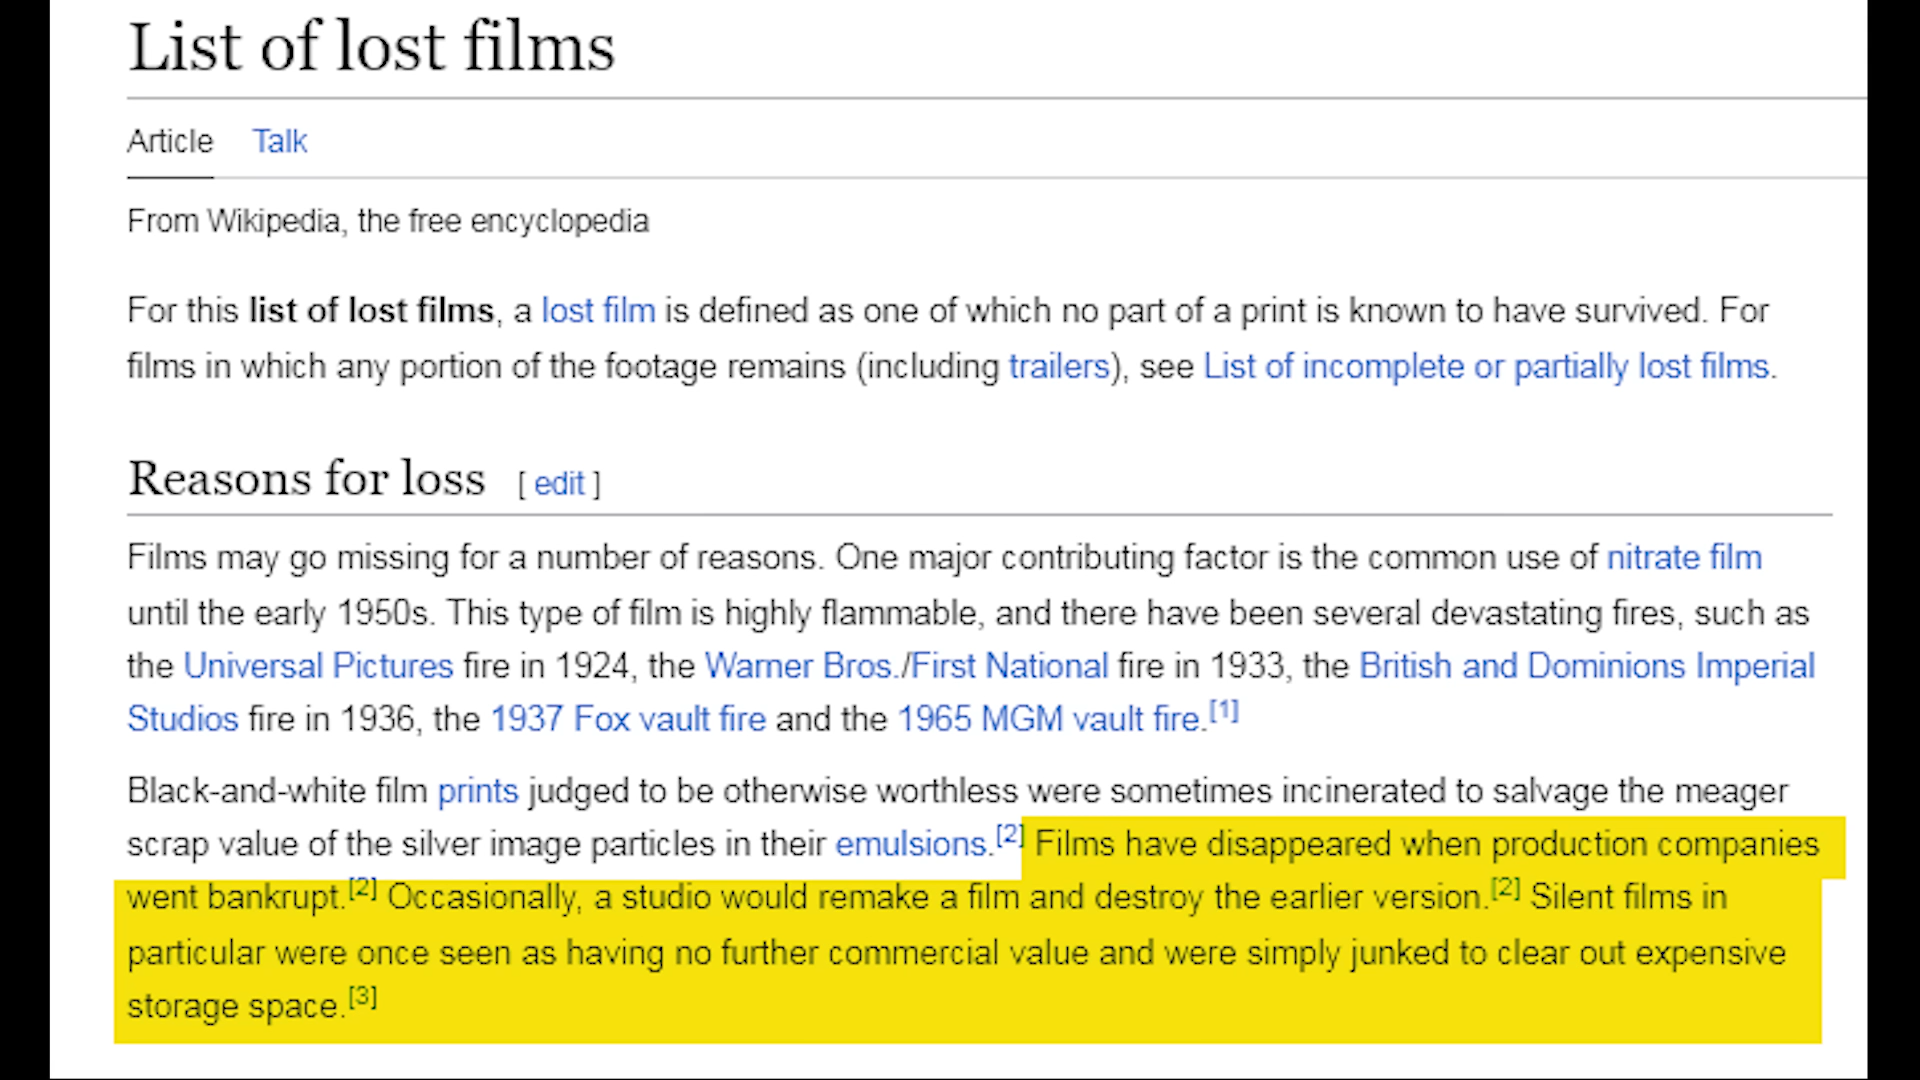 List of lost films
Article Talk
From Wikipedia, the free encyclopedia
For this list of lost films, a lost film is defined as one of which no part of a print is known to have survived. For
films in which any portion of the footage remains (including trailers), see List of incomplete or partially lost films.
Reasons for loss [ edit ]
Films may go missing for a number of reasons. One major contributing factor is the common use of nitrate film
until the early 1950s. This type of film is highly flammable, and there have been several devastating fires, such as
the Universal Pictures fire in 1924, the Warner Bros./First National fire in 1933, the British and Dominions Imperial
Studios fire in 1936, the 1937 Fox vault fire and the 1965 MGM vault fire.[1]
Black-and-white film prints judged to be otherwise worthless were sometimes incinerated to salvage the meager
scrap value of the silver image particles in their emulsions.[2] Films have disappeared when production companies
went bankrupt.[2] Occasionally, a studio would remake a film and destroy the earlier version.[2] Silent films in
particular were once seen as having no further commercial value and were simply junked to clear out expensive
storage space.[3]